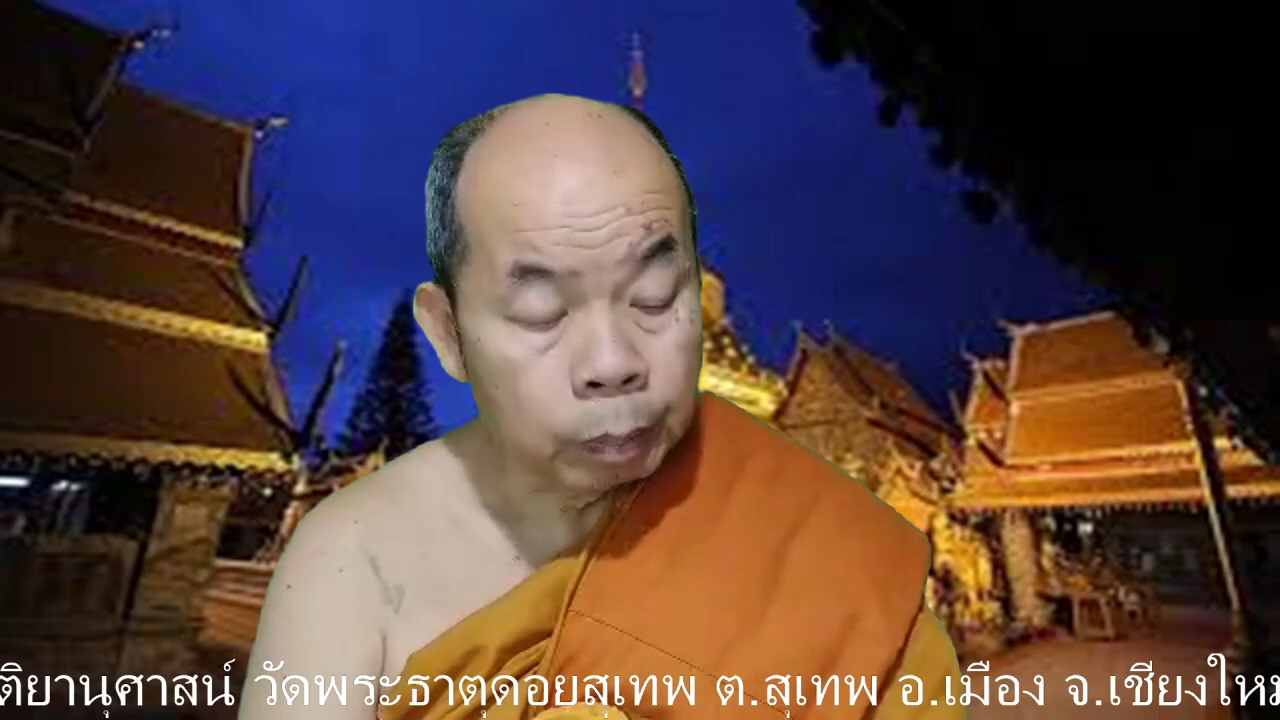 ติยานุศาสน์ วัดพระธาตุดอยสุเทพ ต.สุเทพ อ.เมือง จ.เชียงใหม